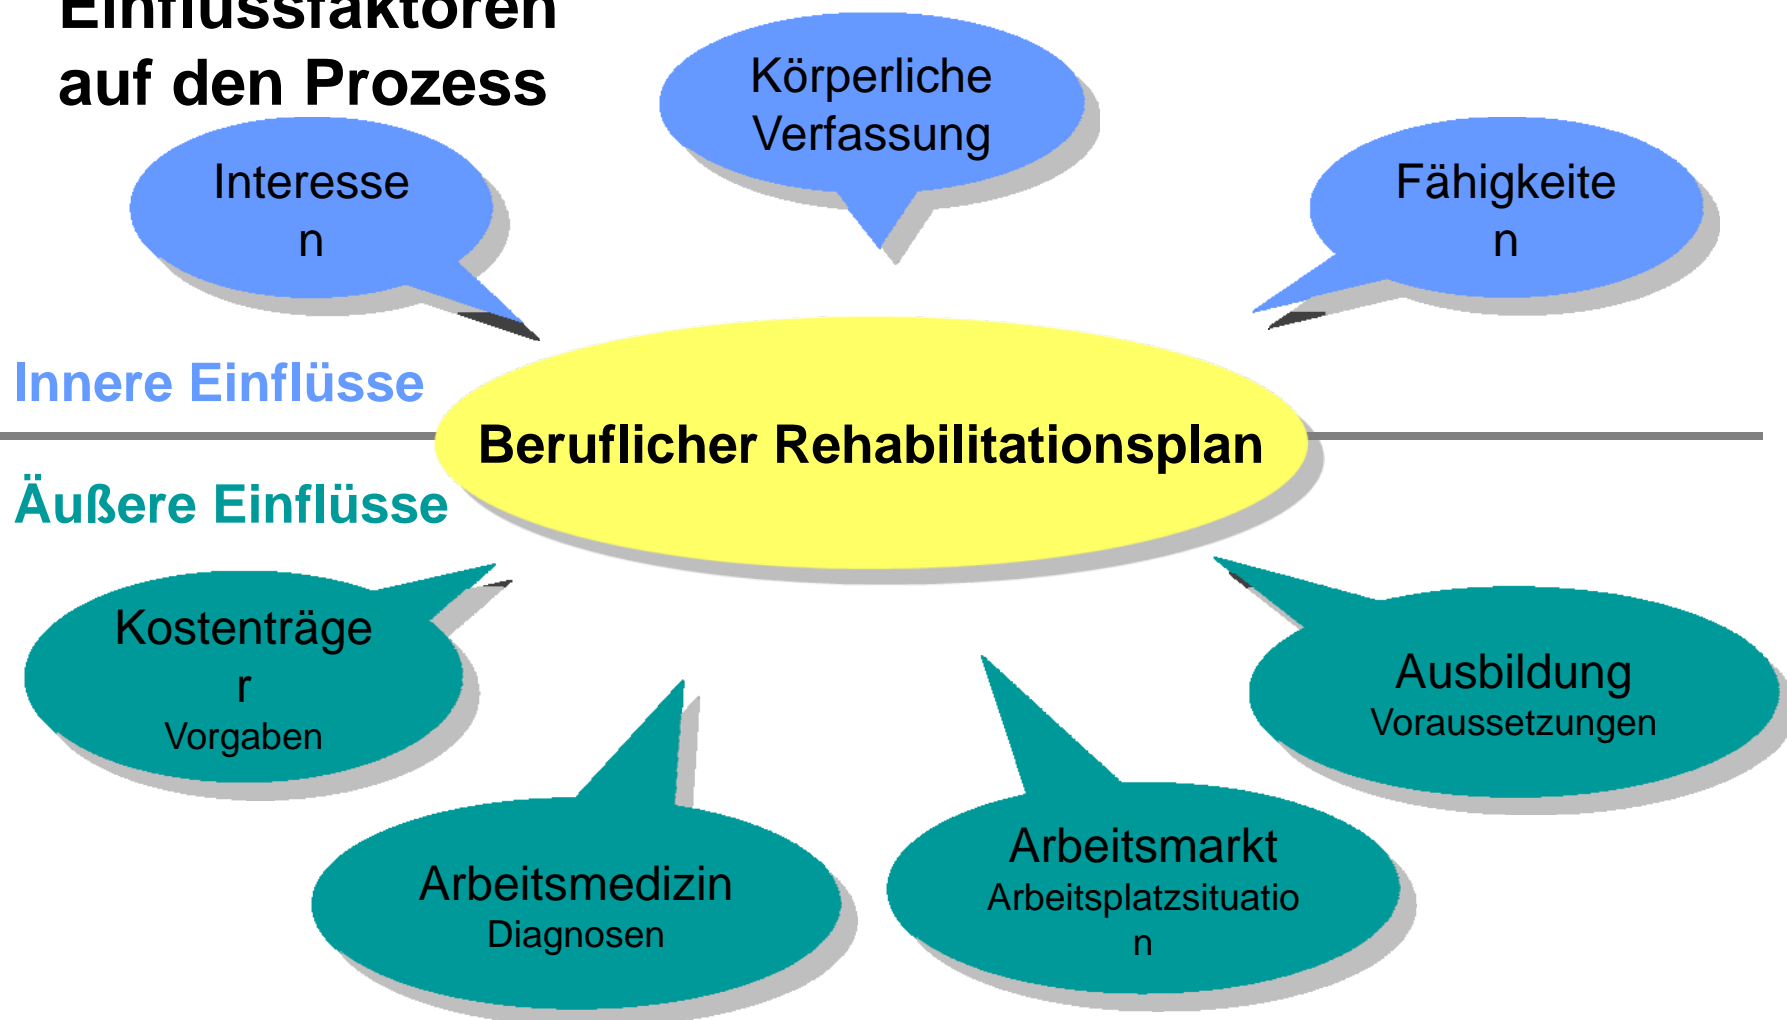 Einflussfaktoren
auf den Prozess
Körperliche
Verfassung
Interesse
n
Fähigkeite
n
Innere Einflüsse
Beruflicher Rehabilitationsplan
Äußere Einflüsse
Kostenträge
r
Vorgaben
Ausbildung
Voraussetzungen
Arbeitsmedizin
Diagnosen
Arbeitsmarkt
Arbeitsplatzsituatio
n